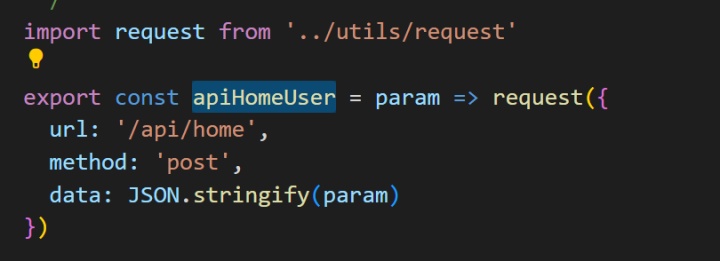 /
import request from '../utils/request'
export const apiHomeUser = param => request({
  url: '/api/home',
  method: 'post',
  data: JSON.stringify(param)
})